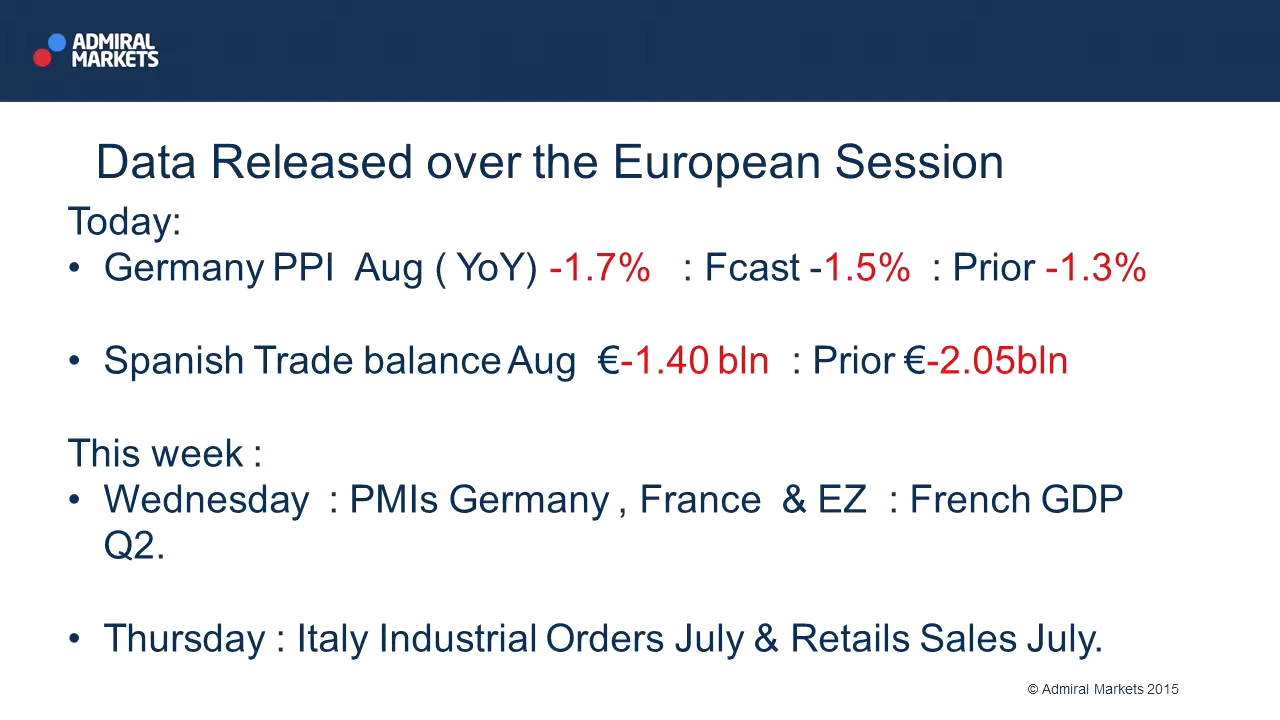 ADMIRAL
MARKETS
Data Released over the European Session
Today:
• Germany PPI Aug ( YoY) -1.7% : Fcast -1.5% : Prior -1.3%
• Spanish Trade balance Aug €-1.40 bln : Prior €-2.05bln
This week :
• Wednesday : PMIs Germany , France & EZ : French GDP
Q2.
• Thursday : Italy Industrial Orders July & Retails Sales July.
© Admiral Markets 2015